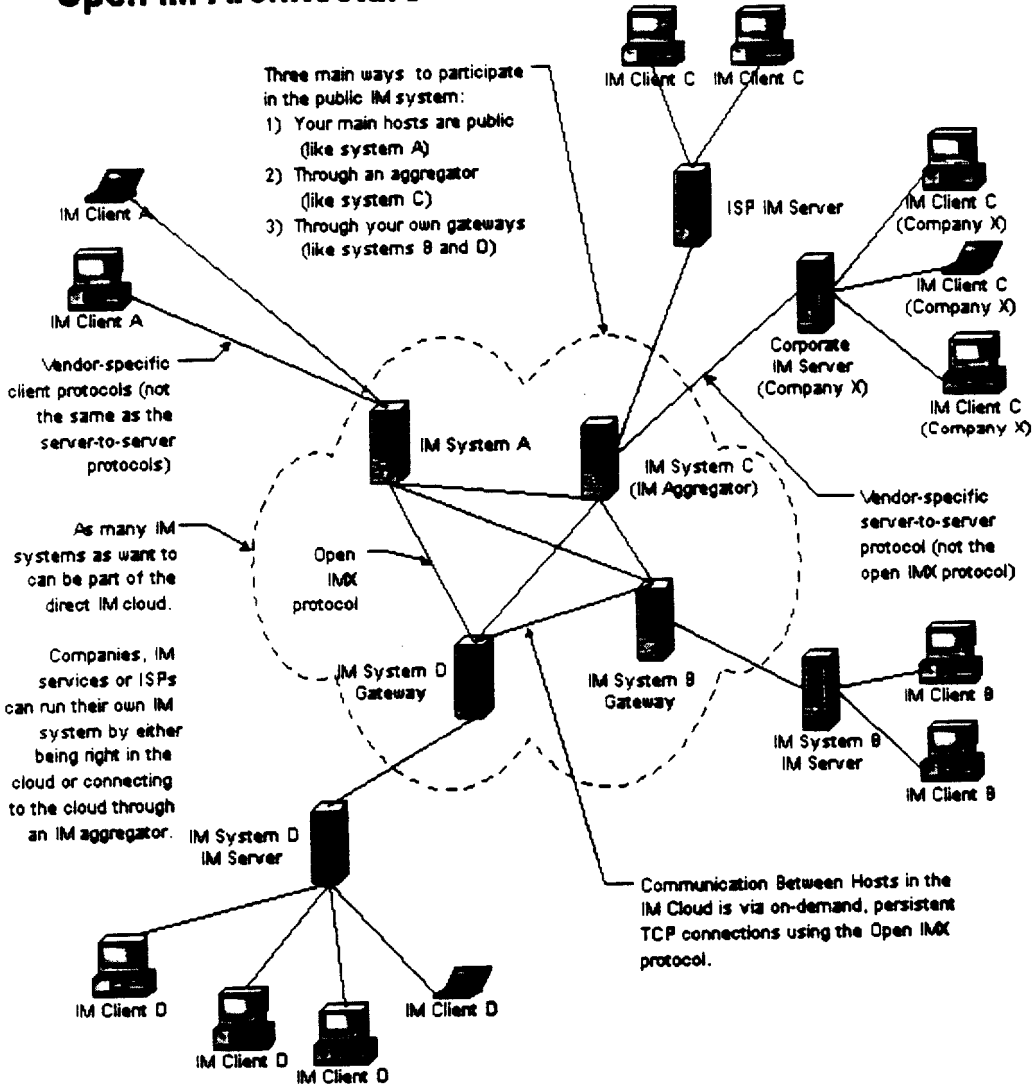 Open IM Architecture
IM Client C
IM Client C
Three main ways to participate
in the public IM system:
1) Your main hosts are public
(like system A)
2) Through an aggregator
(like system C)
3) Through your own gateways
(like systems B and D)
ISP IM Server
IM Client C
(Company X)
IM Client C
(Company X)
IM Client C
(Company X)
Corporate
IM Server
(Company X)
IM Client A
IM Client A
Vendor-specific
client protocols (not
the same as the
server-to-server
protocols)
IM System A
IM System C
(IM Aggregator)
Vendor-specific
server-to-server
protocol (not the
open IMX protocol)
As many IM
systems as want to
can be part of the
direct IM cloud.
Open
IMX
protocol
Companies, IM
services or ISPs
can run their own IM
system by either
being right in the
cloud or connecting
to the cloud through
an IM aggregator.
IM System D
Gateway
IM System B
Gateway
IM System B
IM Server
IM Client B
IM Client B
IM System D
IM Server
Communication Between Hosts in the
IM Cloud is via on-demand, persistent
TCP connections using the Open IMX
protocol.
IM Client D
IM Client D
IM Client D
IM Client D